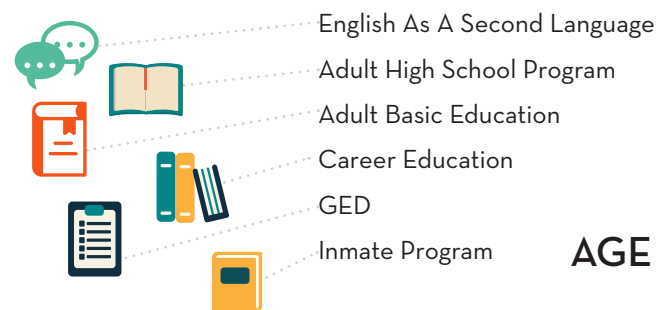 English As A Second Language
Adult High School Program
Adult Basic Education
Career Education
GED
Inmate Program
AGE